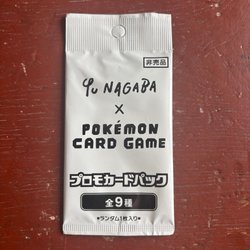 非売品
Yu NAGABA
×
POKÉMON
CARD GAME
プロモカードパック
全9種
*ランダム1枚入り*